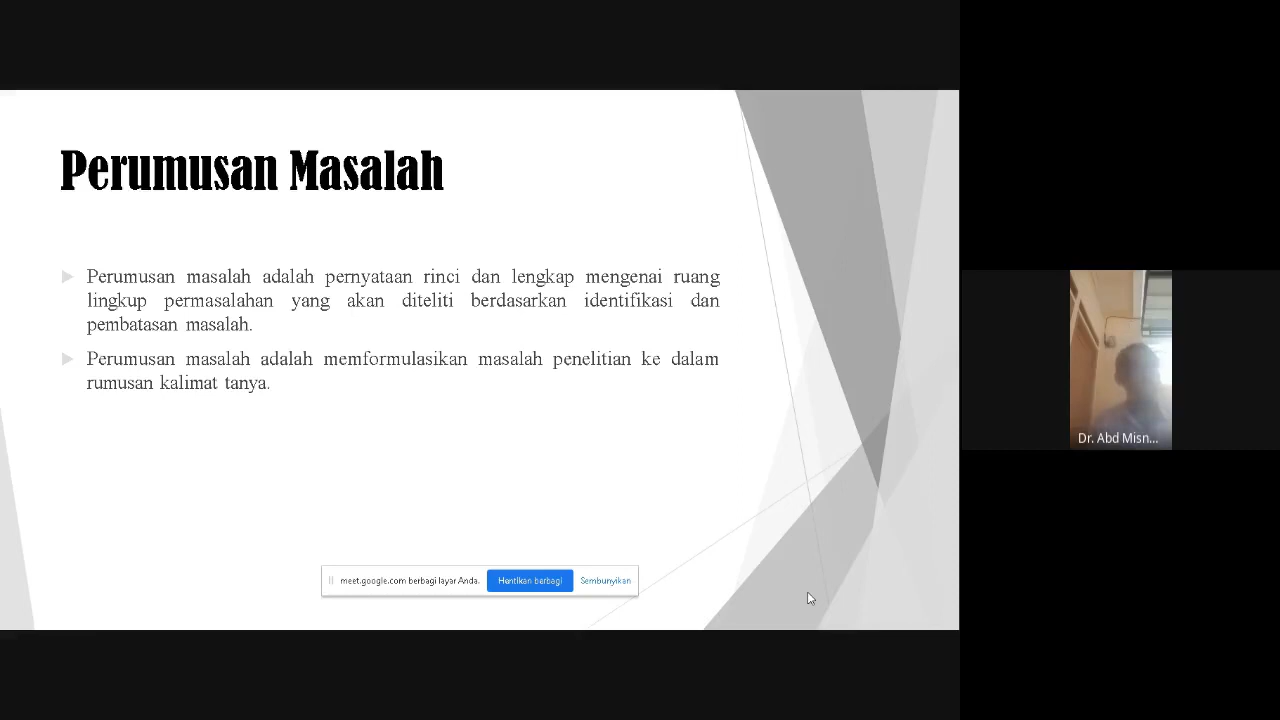 Perumusan Masalah
Perumusan masalah adalah pernyataan rinci dan lengkap mengenai ruang
lingkup permasalahan yang akan diteliti berdasarkan identifikasi dan
pembatasan masalah.
Perumusan masalah adalah memformulasikan masalah penelitian ke dalam
rumusan kalimat tanya.
meet.google.com berbagi layar Anda. Hentikan berbagi Sembunyikan
Dr. Abd Misn...